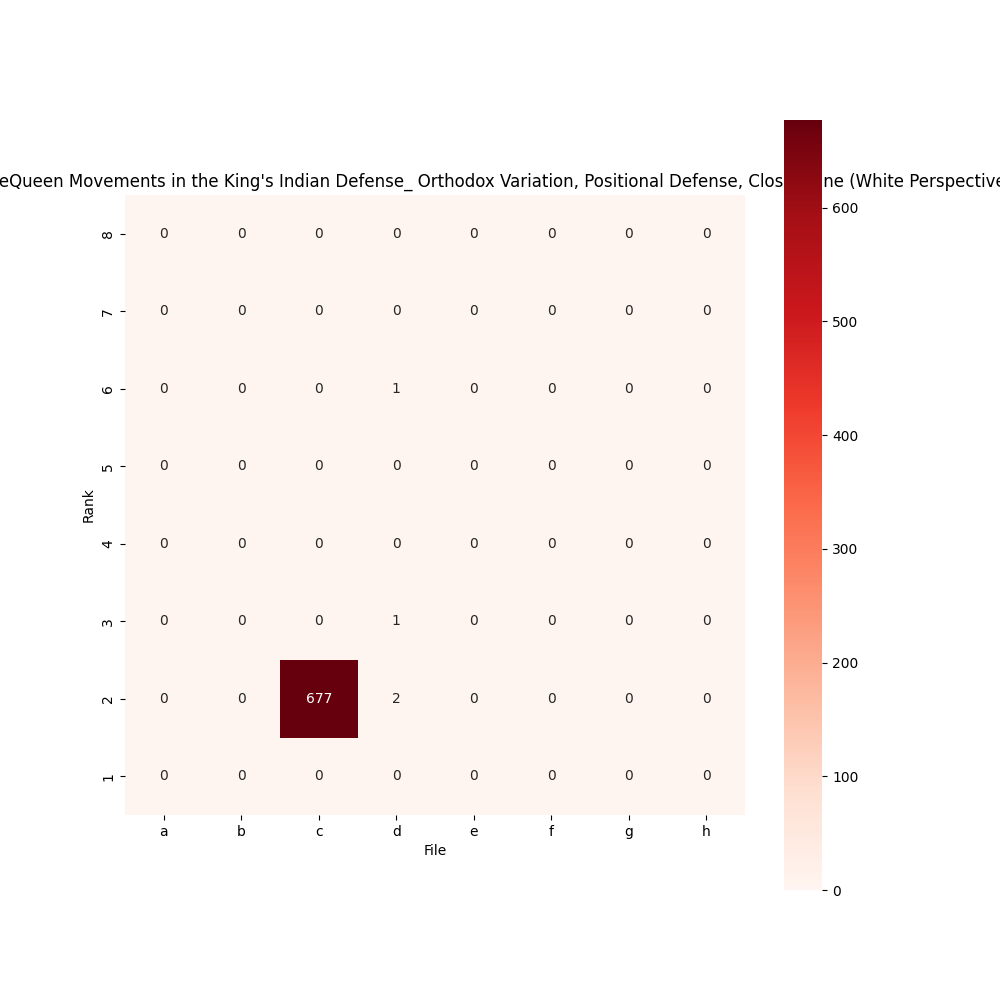 eQueen Movements in the King's Indian Defense_ Orthodox Variation, Positional Defense, Clos ne (White Perspective
8 0 0 0 0 0 0 0 0
7 0 0 0 0 0 0 0 0
6 0 0 0 1 0 0 0 0
5 0 0 0 0 0 0 0 0
4 0 0 0 0 0 0 0 0
3 0 0 0 1 0 0 0 0
2 0 0 677 2 0 0 0 0
1 0 0 0 0 0 0 0 0
a b c d e f g h
File
Rank
600
500
400
300
200
100
0